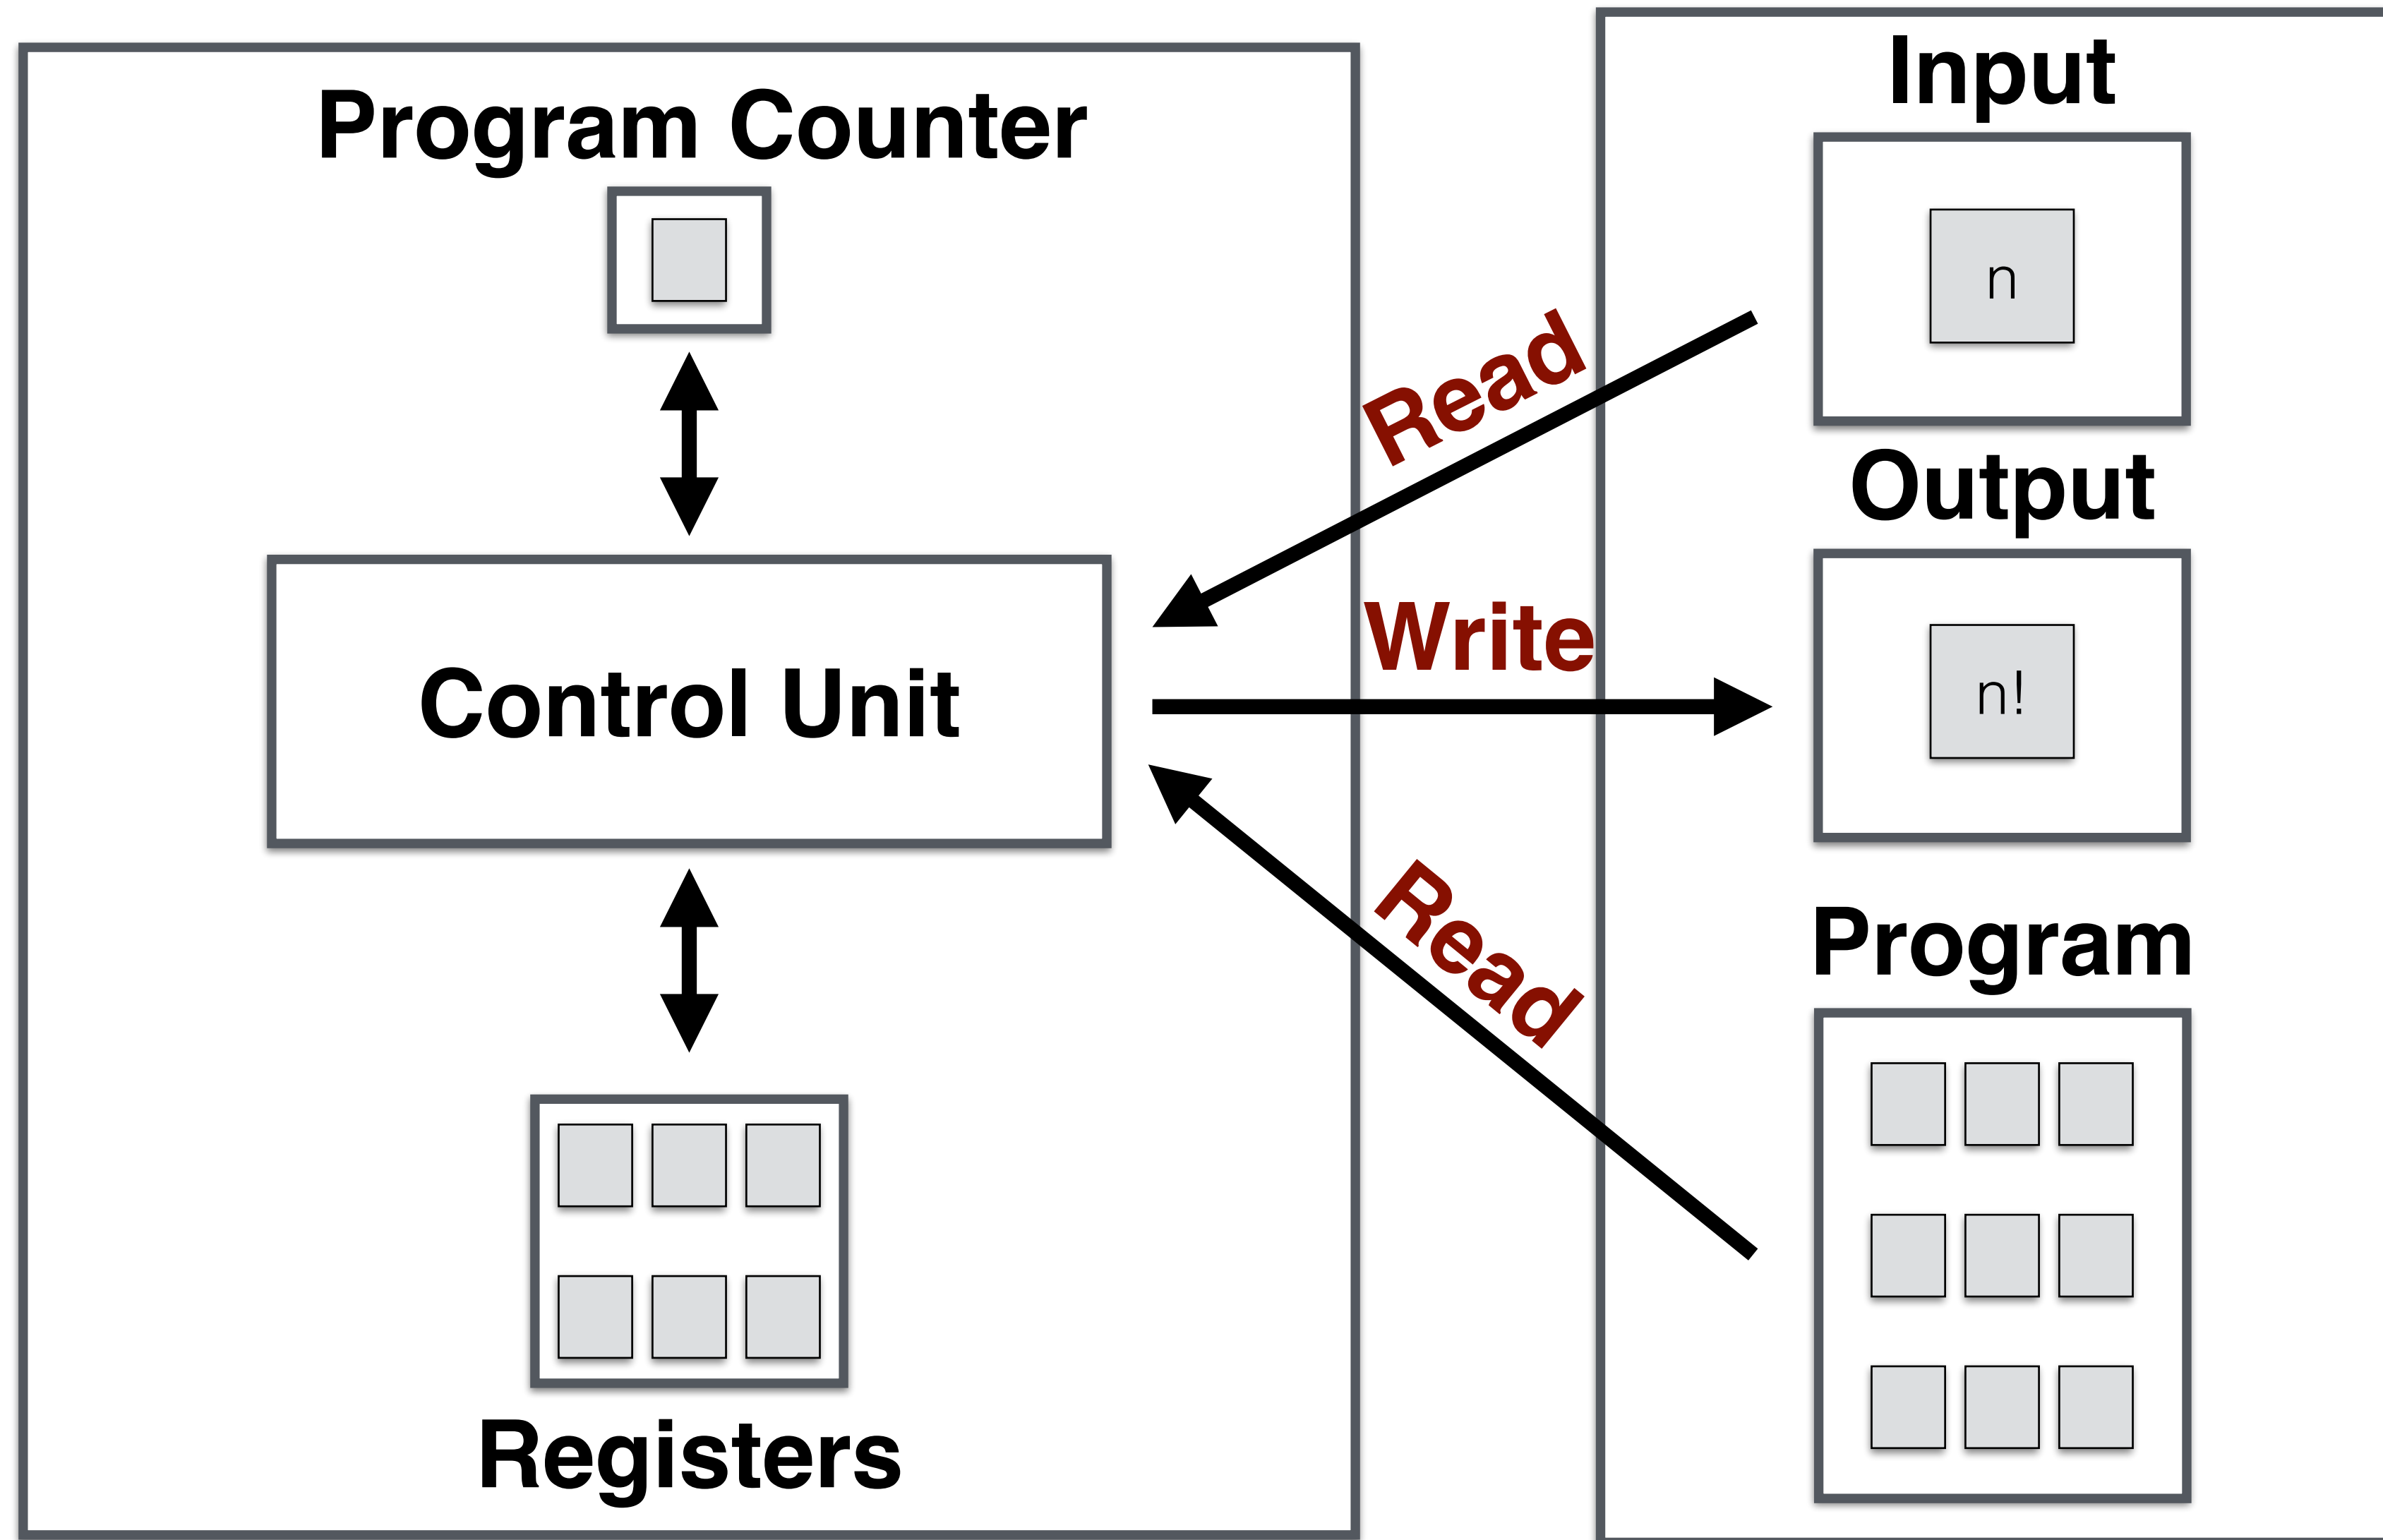 Program Counter
Control Unit
Registers
Read
Write
Read
Input
n
Output
n!
Program